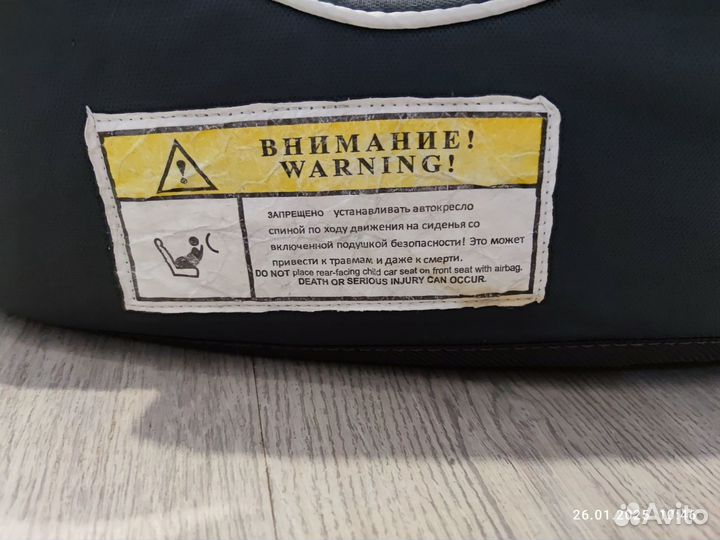 ВНИМАНИЕ!
WARNING!
ЗАПРЕЩЕНО устанавливать автокресло
спиной по ходу движения на сиденья со
включенной подушкой безопасности! Это может
привести к травмам, и даже к смерти.
DO NOT place rear-facing child car seat on front seat with airbag.
DEATH OR SERIOUS INJURY CAN OCCUR.
26.01.2025 10:46
Avito